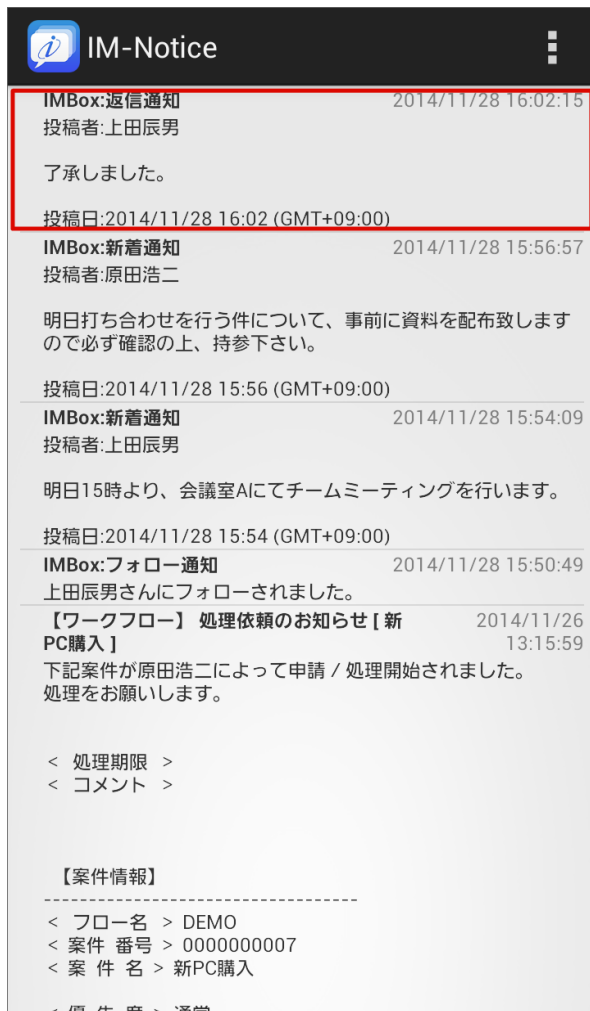 IM-Notice
IMBox:返信通知 2014/11/28 16:02:15
投稿者:上田辰男
了承しました。
投稿日:2014/11/28 16:02 (GMT+09:00)
IMBox:新着通知 2014/11/28 15:56:57
投稿者:原田浩二
明日打ち合わせを行う件について、事前に資料を配布致します
ので必ず確認の上、持参下さい。
投稿日:2014/11/28 15:56 (GMT+09:00)
IMBox:新着通知 2014/11/28 15:54:09
投稿者:上田辰男
明日15時より、会議室Aにてチームミーティングを行います。
投稿日:2014/11/28 15:54 (GMT+09:00)
IMBox:フォロー通知 2014/11/28 15:50:49
上田辰男さんにフォローされました。
【ワークフロー】 処理依頼のお知らせ [ 新 2014/11/26
PC購入 ] 13:15:59
下記案件が原田浩二によって申請 / 処理開始されました。
処理をお願いします。
< 処理期限 >
< コメント >
【案件情報】
-----------------------------------
< フロー名 > DEMO
< 案件 番号 > 0000000007
< 案 件 名 > 新PC購入
< 優 先 度 > 通常